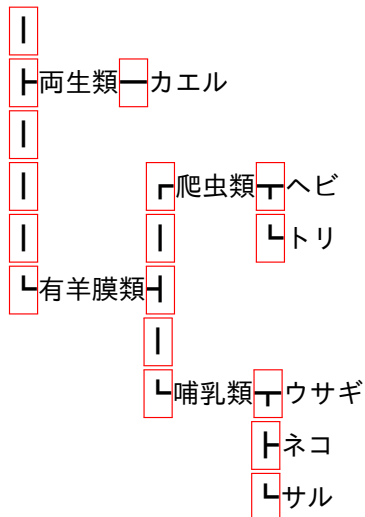 ┃
┣両生類━カエル
┃
┃　　　　┏爬虫類┳ヘビ
┃　　　　┃　　　┗トリ
┗有羊膜類┫
　　　　　┃
　　　　　┗哺乳類┳ウサギ
　　　　　　　　　┣ネコ
　　　　　　　　　┗サル